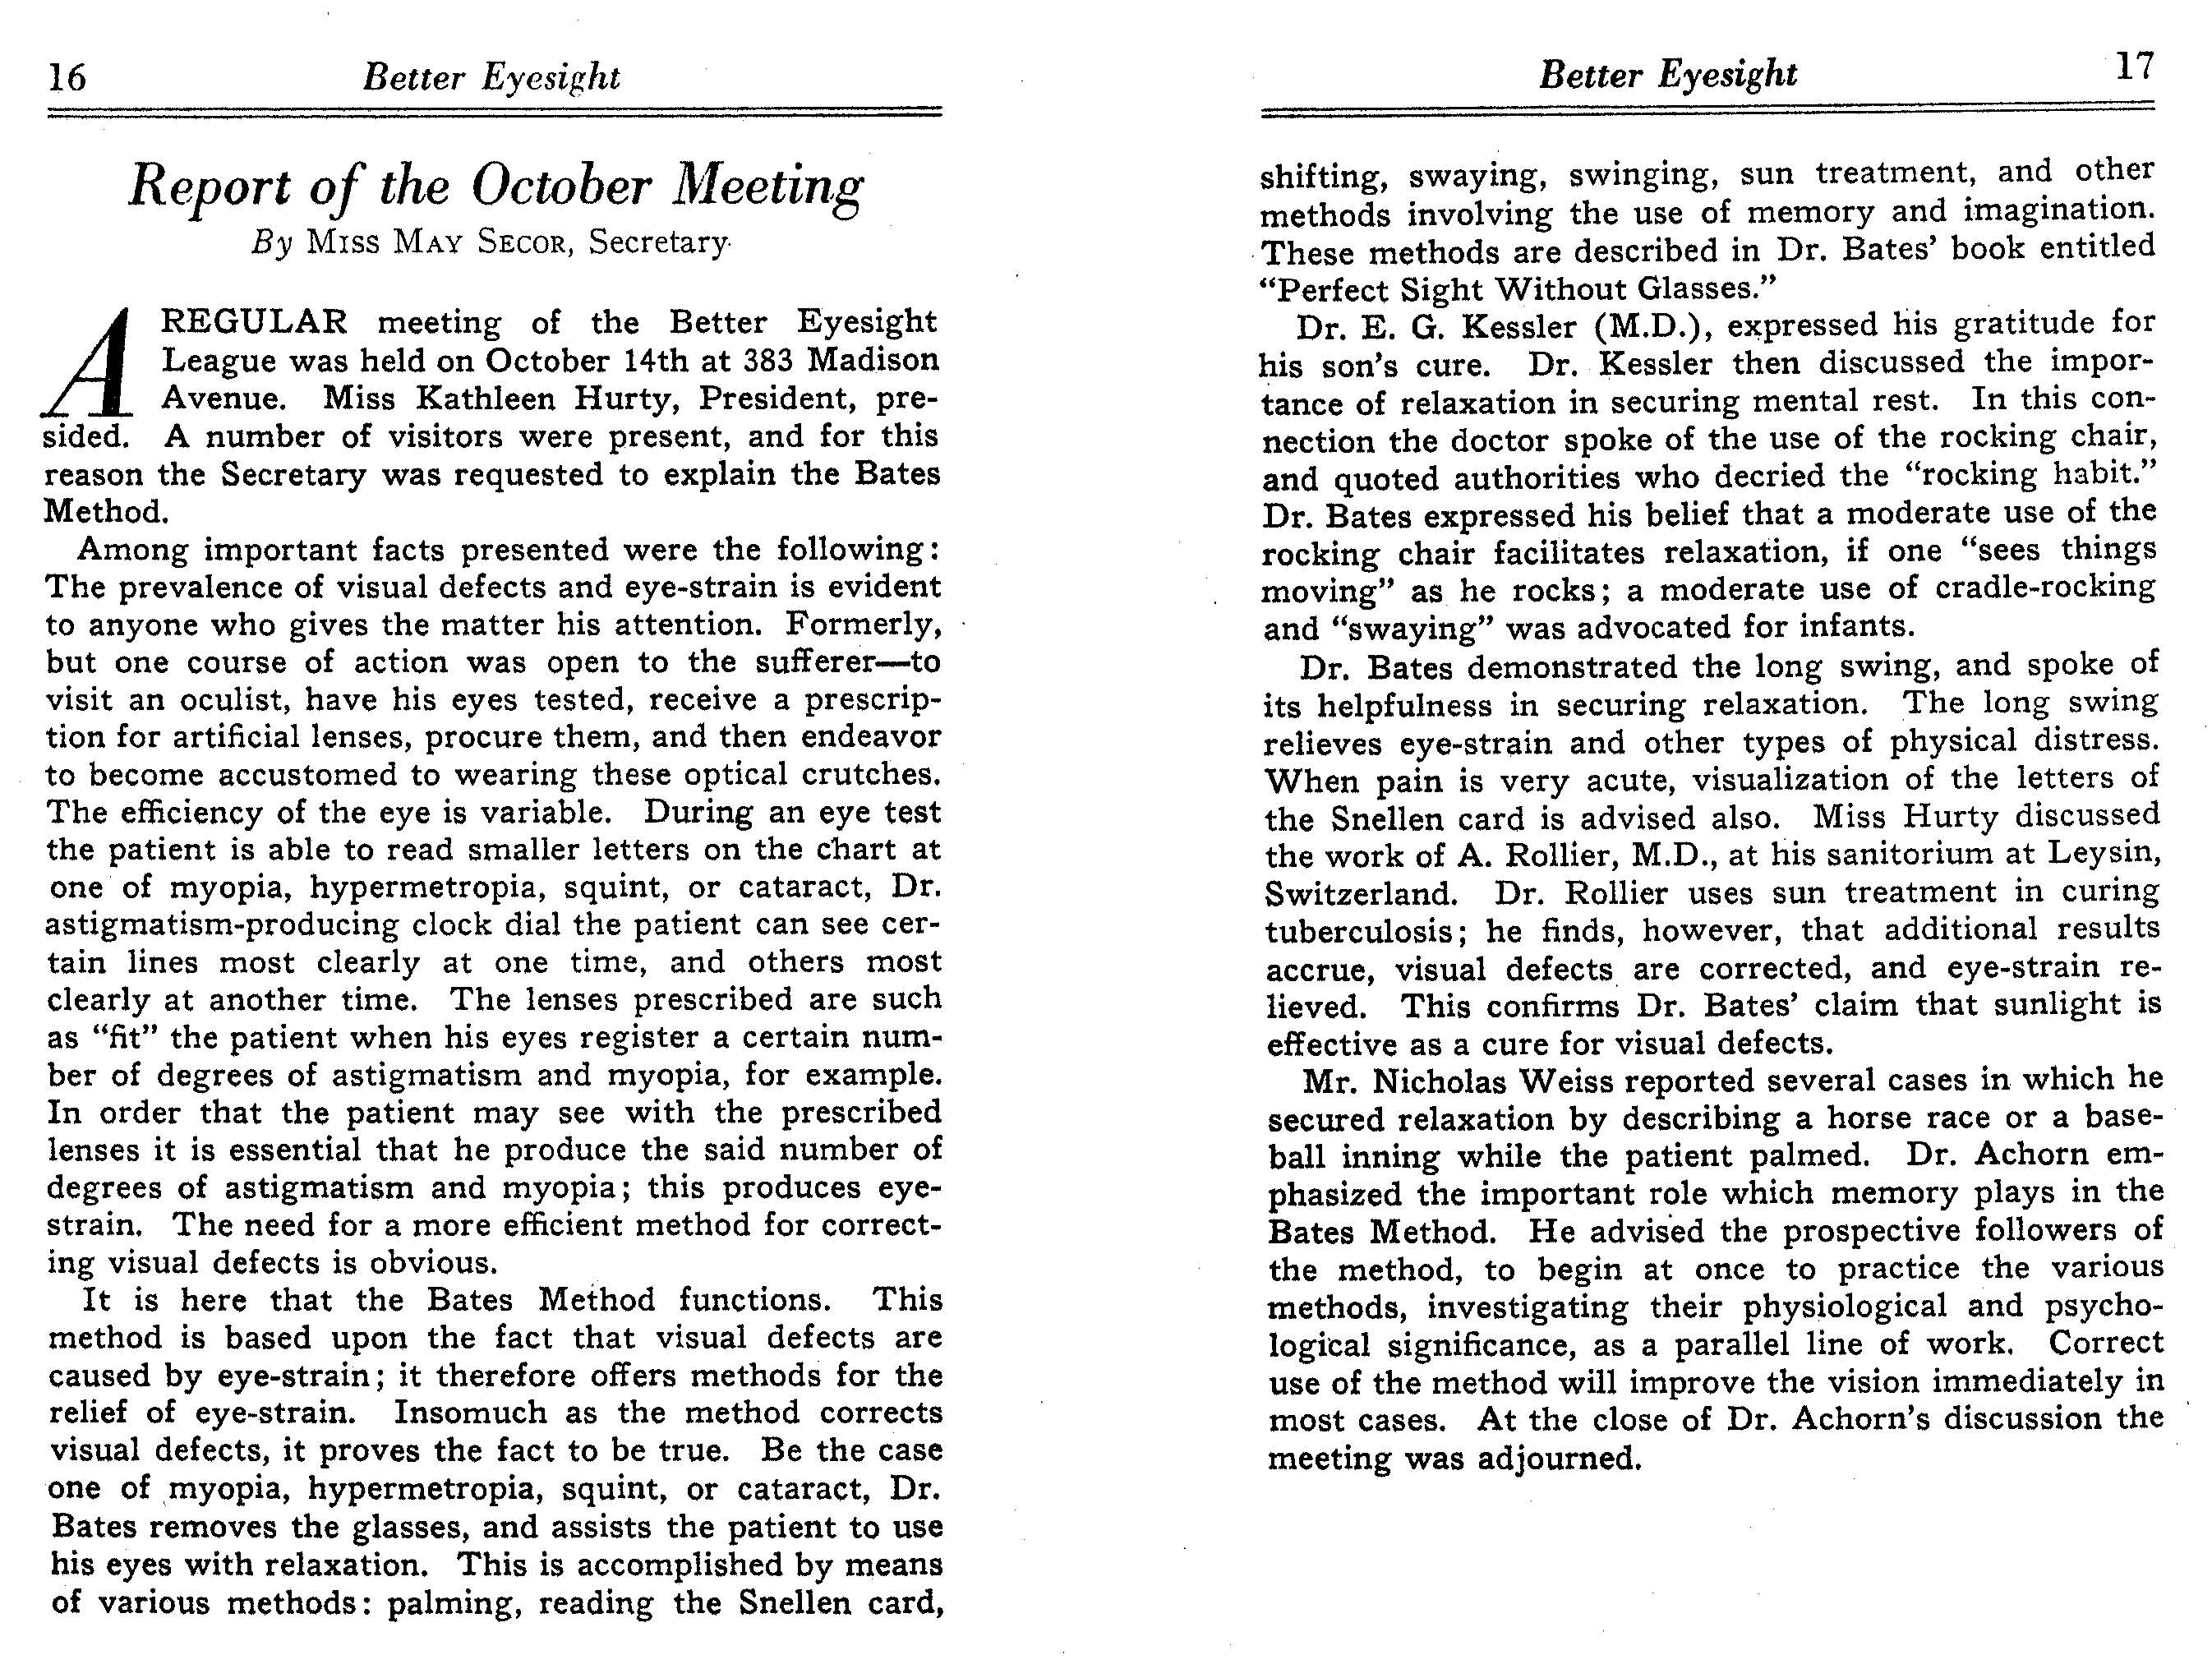 16 Better Eyesight
Report of the October Meeting
By MISS MAY SECOR, Secretary
A REGULAR meeting of the Better Eyesight
League was held on October 14th at 383 Madison
Avenue. Miss Kathleen Hurty, President, pre-
sided. A number of visitors were present, and for this
reason the Secretary was requested to explain the Bates
Method.
Among important facts presented were the following:
The prevalence of visual defects and eye-strain is evident
to anyone who gives the matter his attention. Formerly,
but one course of action was open to the sufferer—to
visit an oculist, have his eyes tested, receive a prescrip-
tion for artificial lenses, procure them, and then endeavor
to become accustomed to wearing these optical crutches.
The efficiency of the eye is variable. During an eye test
the patient is able to read smaller letters on the chart at
one of myopia, hypermetropia, squint, or cataract, Dr.
astigmatism-producing clock dial the patient can see cer-
tain lines most clearly at one time, and others most
clearly at another time. The lenses prescribed are such
as "fit" the patient when his eyes register a certain num-
ber of degrees of astigmatism and myopia, for example.
In order that the patient may see with the prescribed
lenses it is essential that he produce the said number of
degrees of astigmatism and myopia; this produces eye-
strain. The need for a more efficient method for correct-
ing visual defects is obvious.
It is here that the Bates Method functions. This
method is based upon the fact that visual defects are
caused by eye-strain; it therefore offers methods for the
relief of eye-strain. Insomuch as the method corrects
visual defects, it proves the fact to be true. Be the case
one of myopia, hypermetropia, squint, or cataract, Dr.
Bates removes the glasses, and assists the patient to use
his eyes with relaxation. This is accomplished by means
of various methods: palming, reading the Snellen card,
Better Eyesight 17
shifting, swaying, swinging, sun treatment, and other
methods involving the use of memory and imagination.
These methods are described in Dr. Bates' book entitled
"Perfect Sight Without Glasses."
Dr. E. G. Kessler (M.D.), expressed his gratitude for
his son's cure. Dr. Kessler then discussed the impor-
tance of relaxation in securing mental rest. In this con-
nection the doctor spoke of the use of the rocking chair,
and quoted authorities who decried the "rocking habit."
Dr. Bates expressed his belief that a moderate use of the
rocking chair facilitates relaxation, if one "sees things
moving" as he rocks; a moderate use of cradle-rocking
and "swaying" was advocated for infants.
Dr. Bates demonstrated the long swing, and spoke of
its helpfulness in securing relaxation. The long swing
relieves eye-strain and other types of physical distress.
When pain is very acute, visualization of the letters of
the Snellen card is advised also. Miss Hurty discussed
the work of A. Rollier, M.D., at his sanitorium at Leysin,
Switzerland. Dr. Rollier uses sun treatment in curing
tuberculosis; he finds, however, that additional results
accrue, visual defects are corrected, and eye-strain re-
lieved. This confirms Dr. Bates' claim that sunlight is
effective as a cure for visual defects.
Mr. Nicholas Weiss reported several cases in which he
secured relaxation by describing a horse race or a base-
ball inning while the patient palmed. Dr. Achorn em-
phasized the important role which memory plays in the
Bates Method. He advised the prospective followers of
the method, to begin at once to practice the various
methods, investigating their physiological and psycho-
logical significance, as a parallel line of work. Correct
use of the method will improve the vision immediately in
most cases. At the close of Dr. Achorn's discussion the
meeting was adjourned.